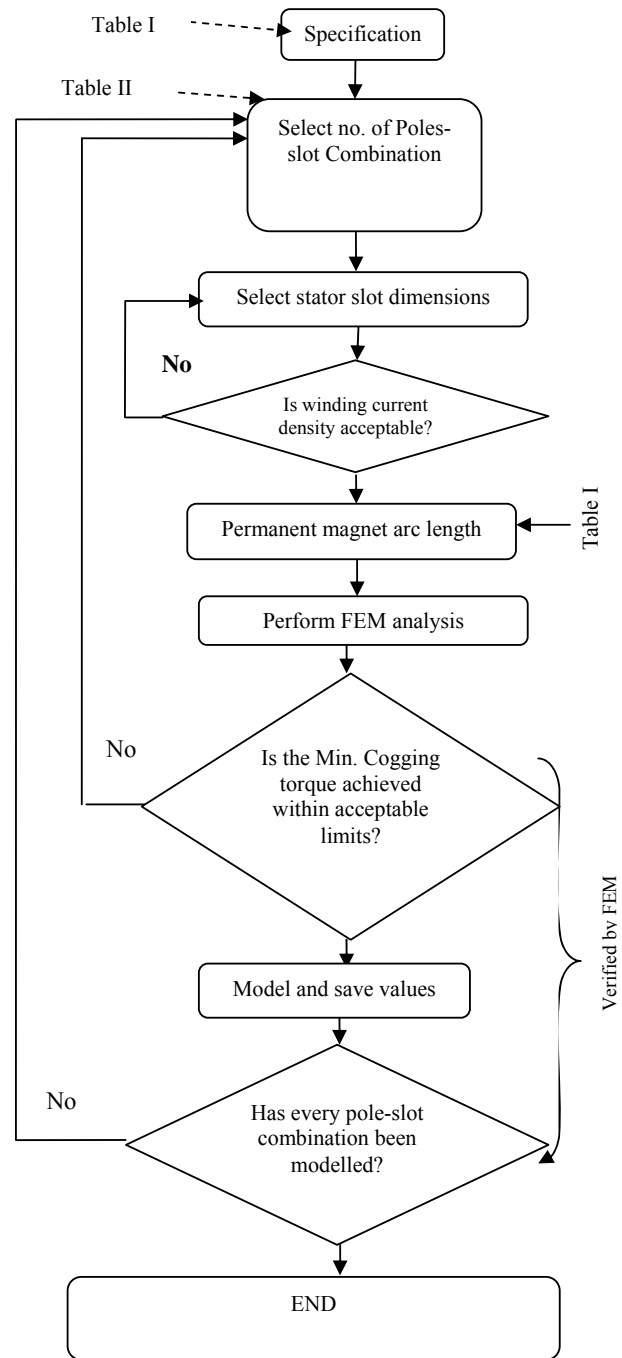 Table I
Specification
Table II
Select no. of Poles-
slot Combination
Select stator slot dimensions
No
Is winding current
density acceptable?
Permanent magnet arc length
Table I
Perform FEM analysis
No
Is the Min. Cogging
torque achieved
within acceptable
limits?
Verified by FEM
Model and save values
No
Has every pole-slot
combination been
modelled?
END